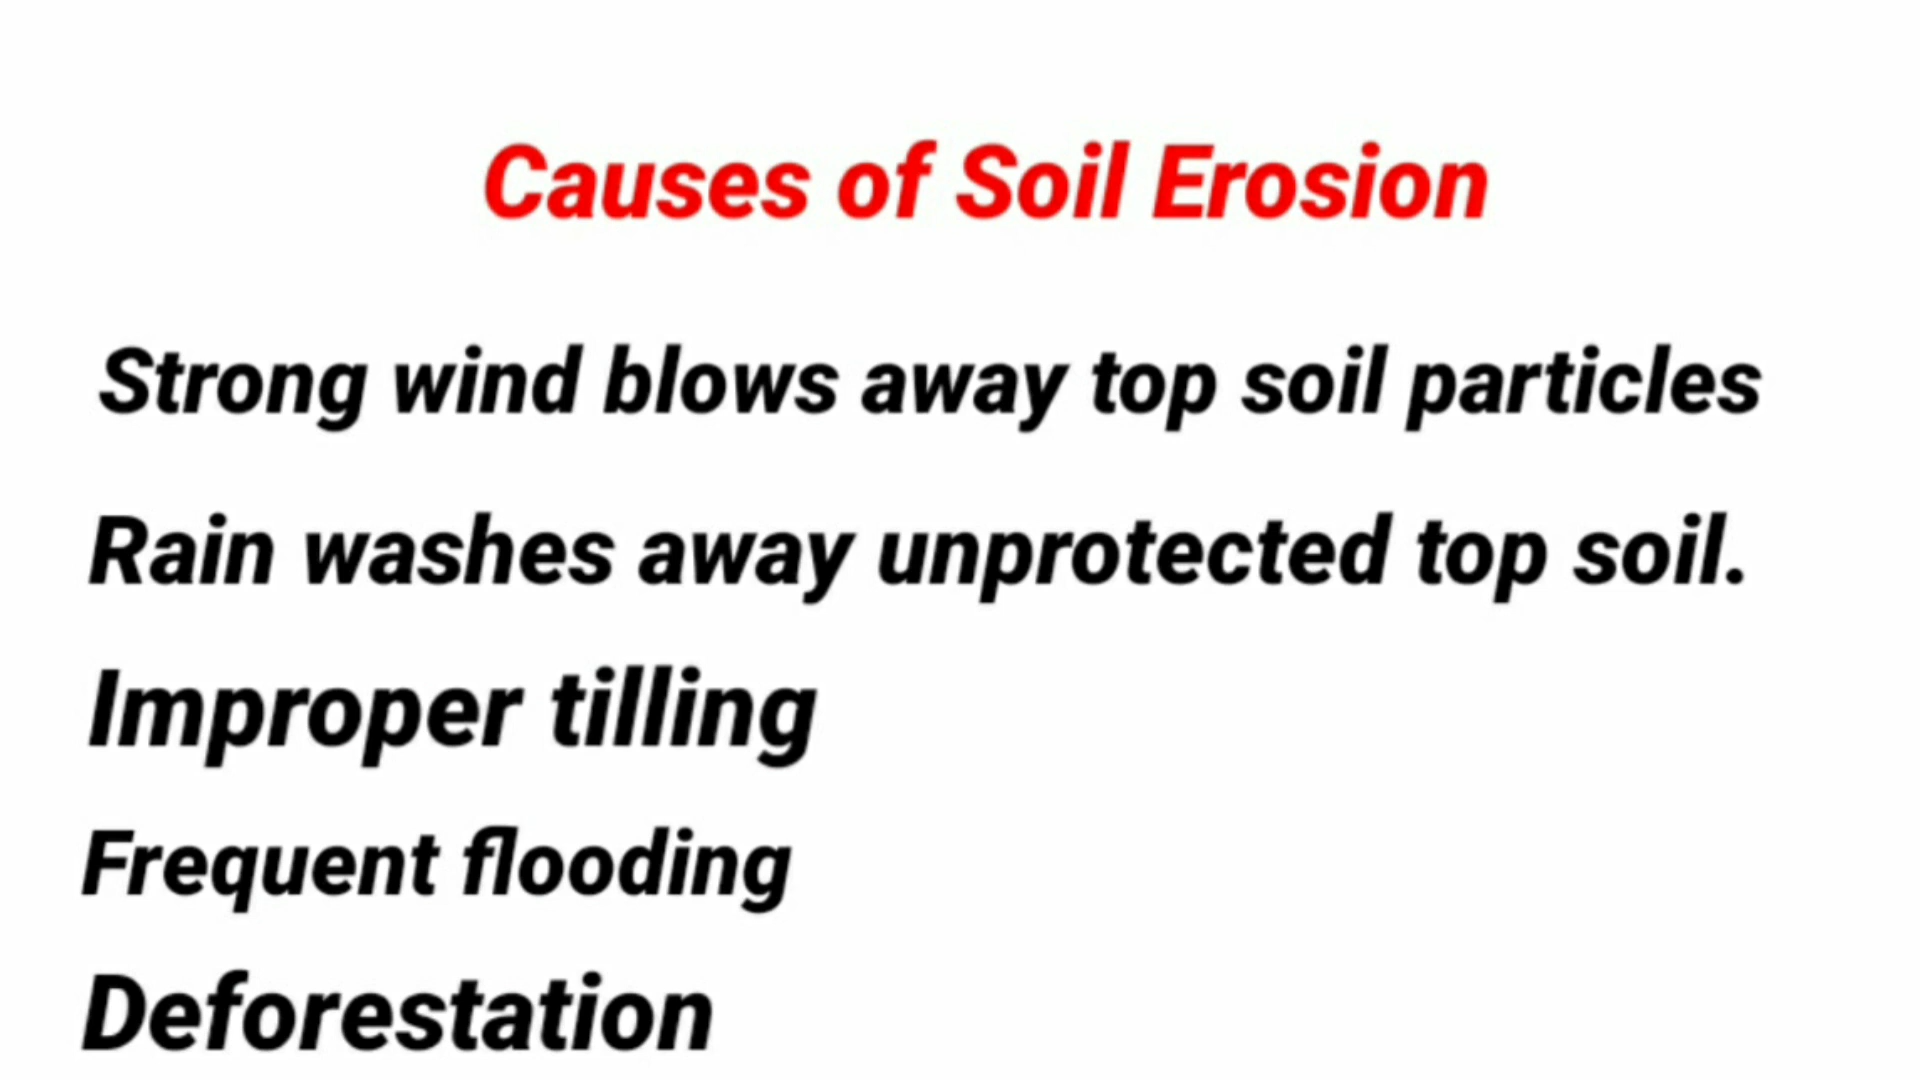 Causes of Soil Erosion
Strong wind blows away top soil particles
Rain washes away unprotected top soil.
Improper tilling
Frequent flooding
Deforestation